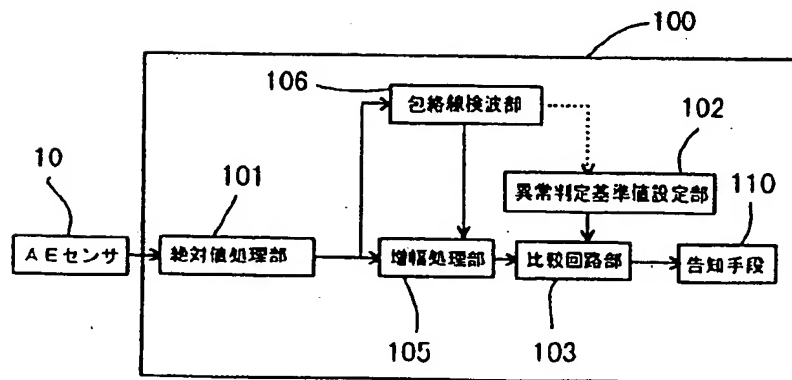 100
106
包絡線検波部
102
10
101
異常判定基準値設定部
110
AEセンサ
絶対値処理部
増幅処理部
比較回路部
告知手段
105
103